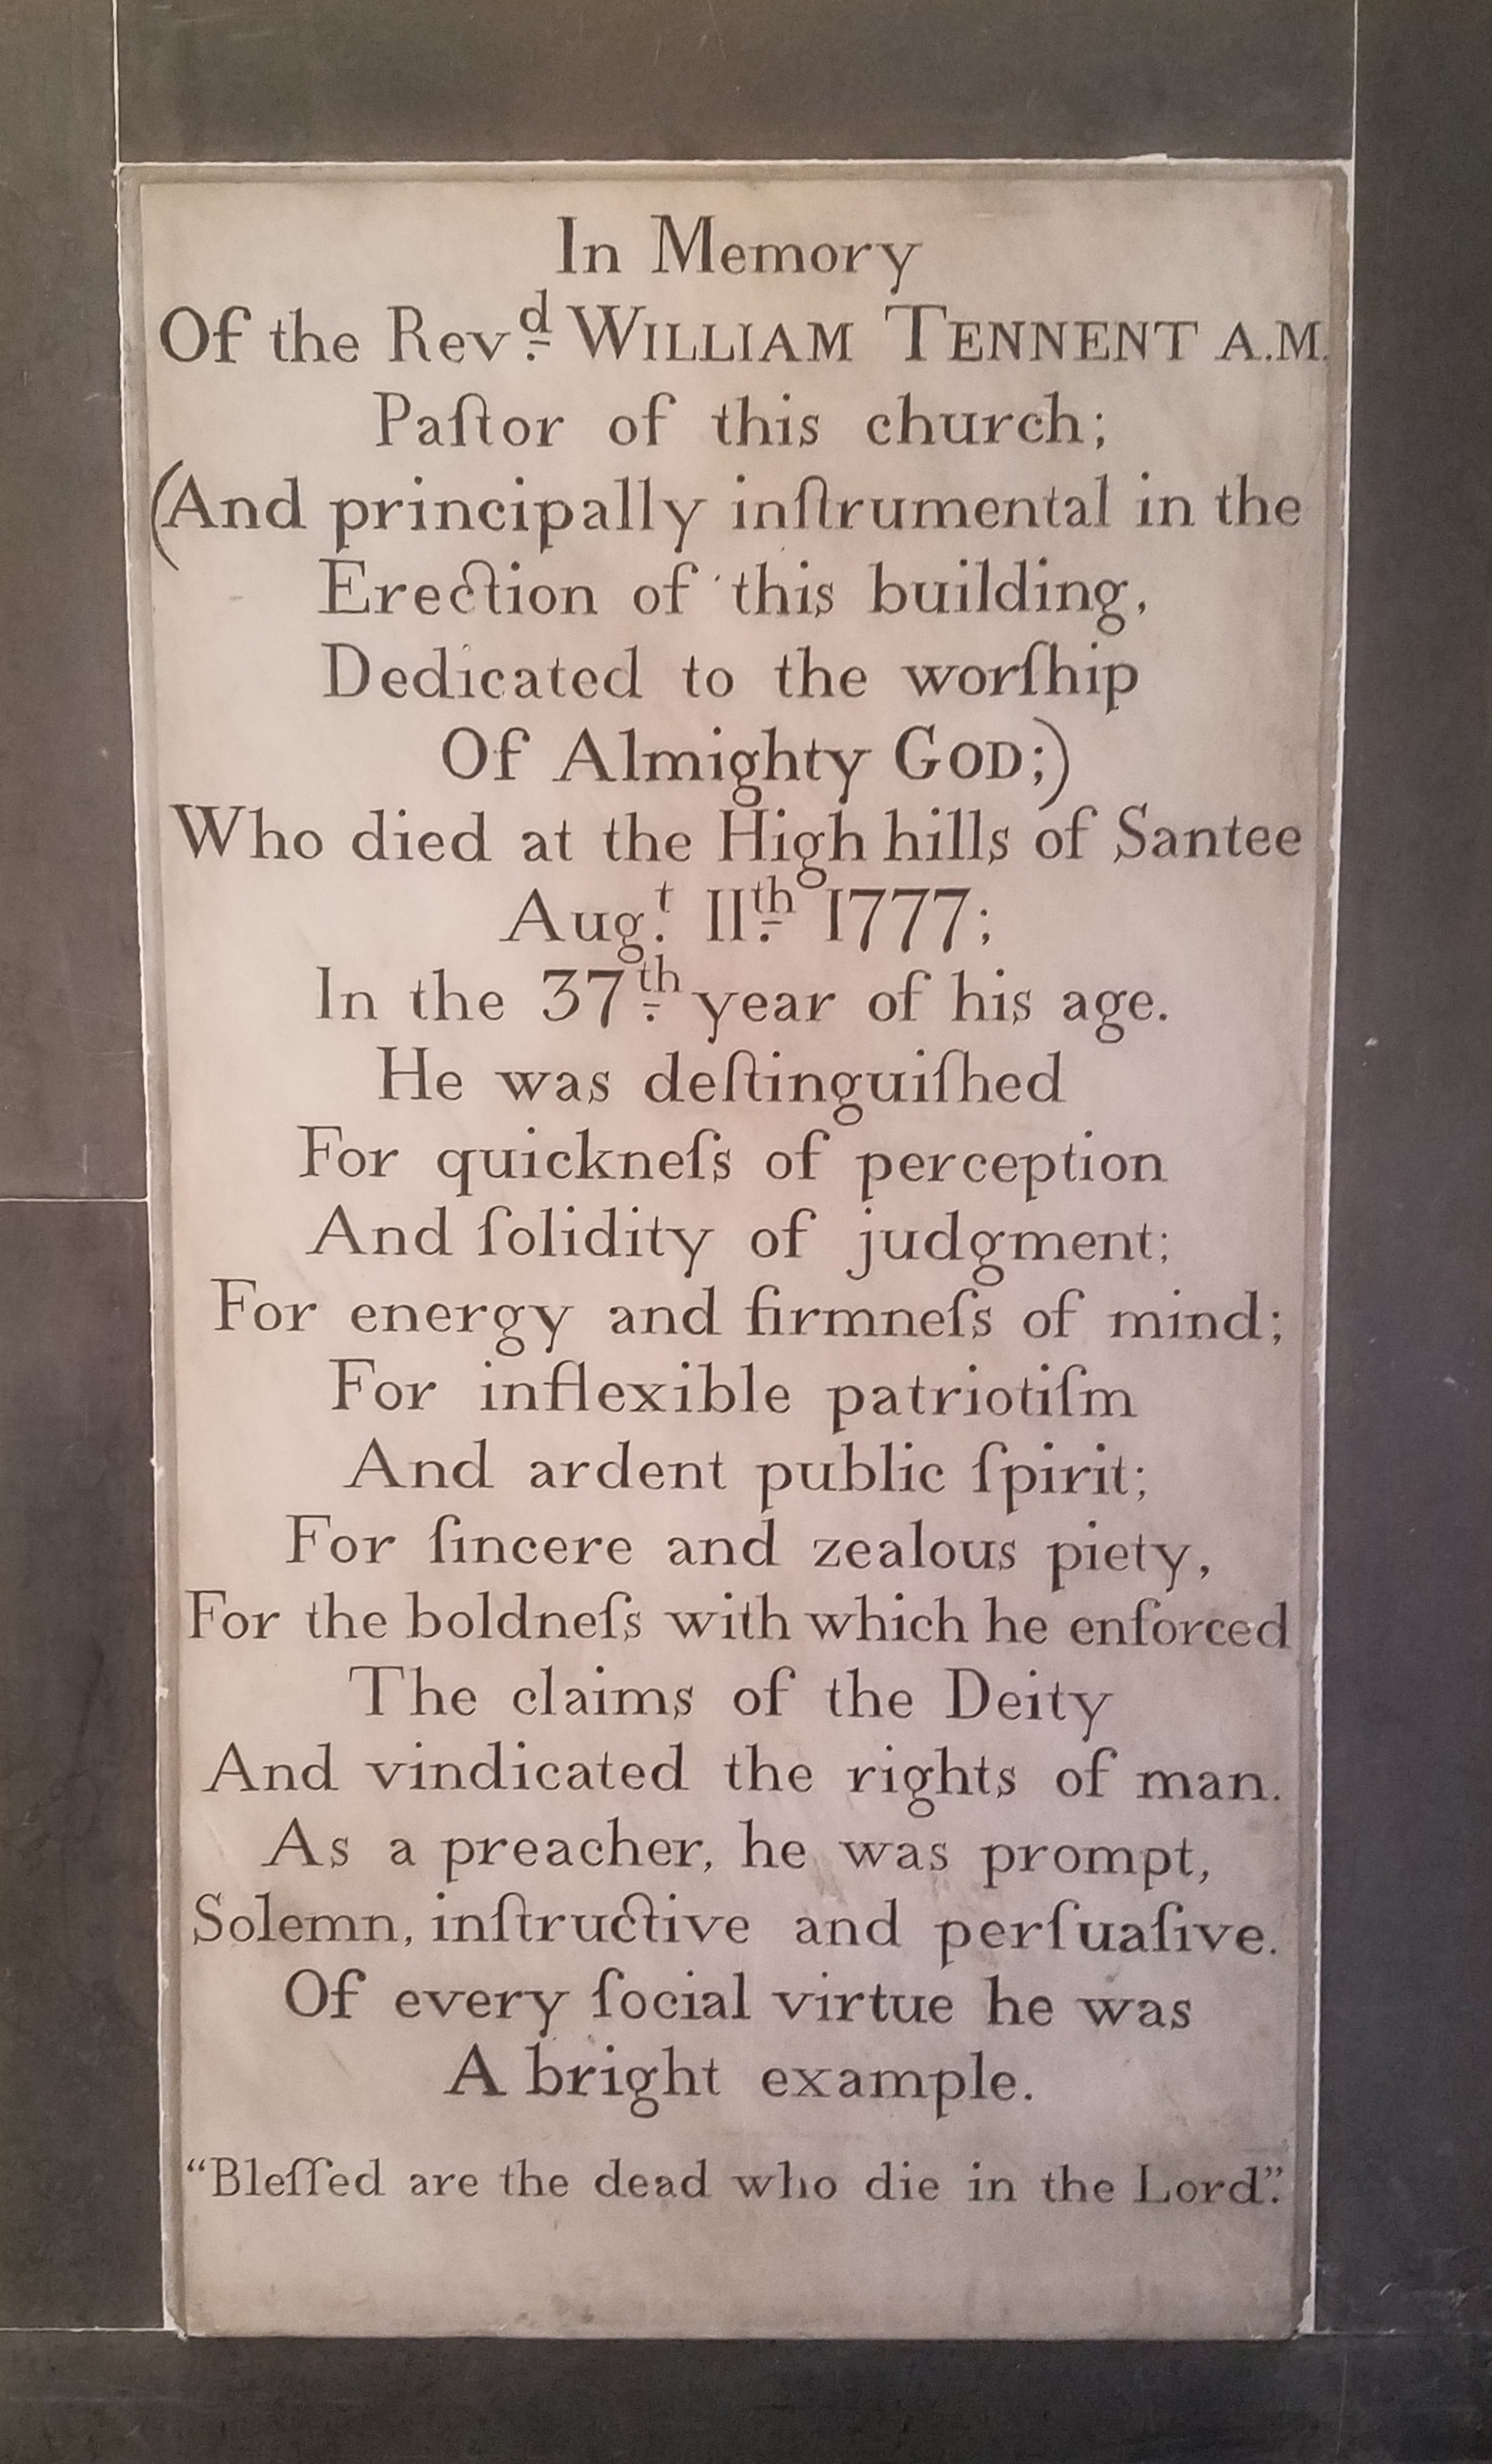 In Memory
Of the Revᵈ. WILLIAM TENNENT A.M.
Paſtor of this church;
(And principally inſtrumental in the
Erection of this building,
Dedicated to the worſhip
Of Almighty GOD;)
Who died at the High hills of Santee
Augᵗ. 11ᵗʰ. 1777;
In the 37ᵗʰ. year of his age.
He was deſtinguiſhed
For quickneſs of perception
And ſolidity of judgment;
For energy and firmneſs of mind;
For inflexible patriotiſm
And ardent public ſpirit;
For ſincere and zealous piety,
For the boldneſs with which he enforced
The claims of the Deity
And vindicated the rights of man.
As a preacher, he was prompt,
Solemn, inſtructive and perſuaſive.
Of every ſocial virtue he was
A bright example.
“Bleſſed are the dead who die in the Lord”.